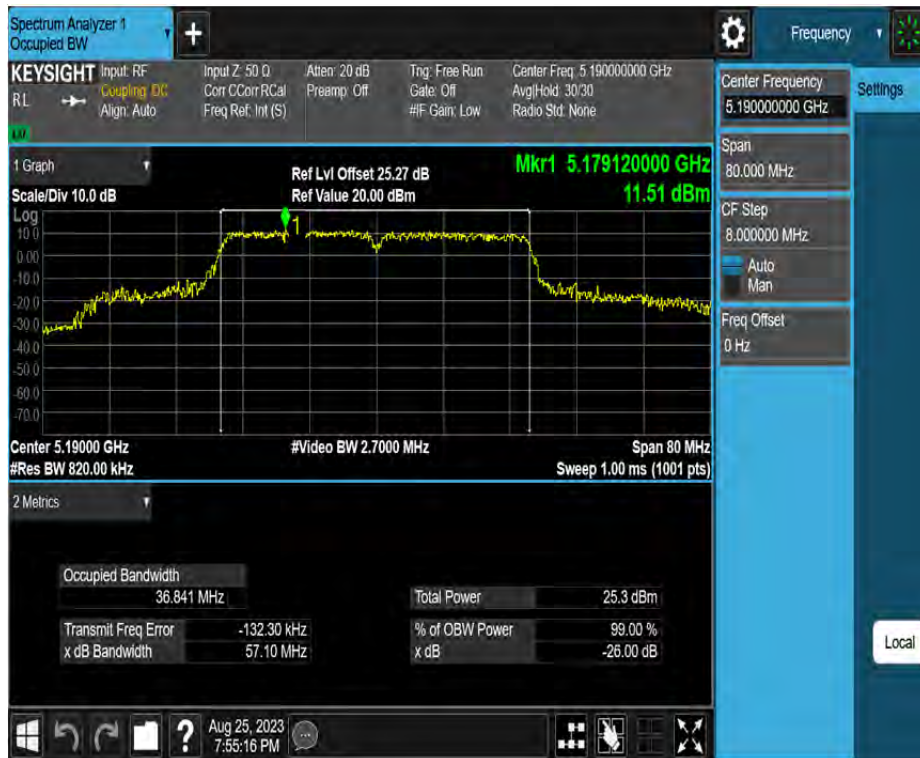 Spectrum Analyzer 1
Occupied BW
+
Frequency
KEYSIGHT
RL
Input: RF
Coupling: DC
Align: Auto
Input Z: 50 Ω
Corr CCorr RCal
Freq Ref: Int (S)
Atten: 20 dB
Preamp: Off
Trig: Free Run
Gate: Off
#IF Gain: Low
Center Freq: 5.190000000 GHz
Avg|Hold: 30/30
Radio Std: None
Center Frequency
5.190000000 GHz
Settings
Span
80.000 MHz
CF Step
8.000000 MHz
Auto
Man
Freq Offset
0 Hz
1 Graph
Scale/Div 10.0 dB
Ref Lvl Offset 25.27 dB
Ref Value 20.00 dBm
Mkr1 5.179120000 GHz
11.51 dBm
Log
10.0
0.00
-10.0
-20.0
-30.0
-40.0
-50.0
-60.0
-70.0
1
Center 5.19000 GHz
#Video BW 2.7000 MHz
Span 80 MHz
#Res BW 820.00 kHz
Sweep 1.00 ms (1001 pts)
2 Metrics
Occupied Bandwidth
36.841 MHz
Total Power 25.3 dBm
Transmit Freq Error -132.30 kHz
% of OBW Power 99.00 %
x dB Bandwidth 57.10 MHz
x dB -26.00 dB
Local
?
Aug 25, 2023
7:55:16 PM